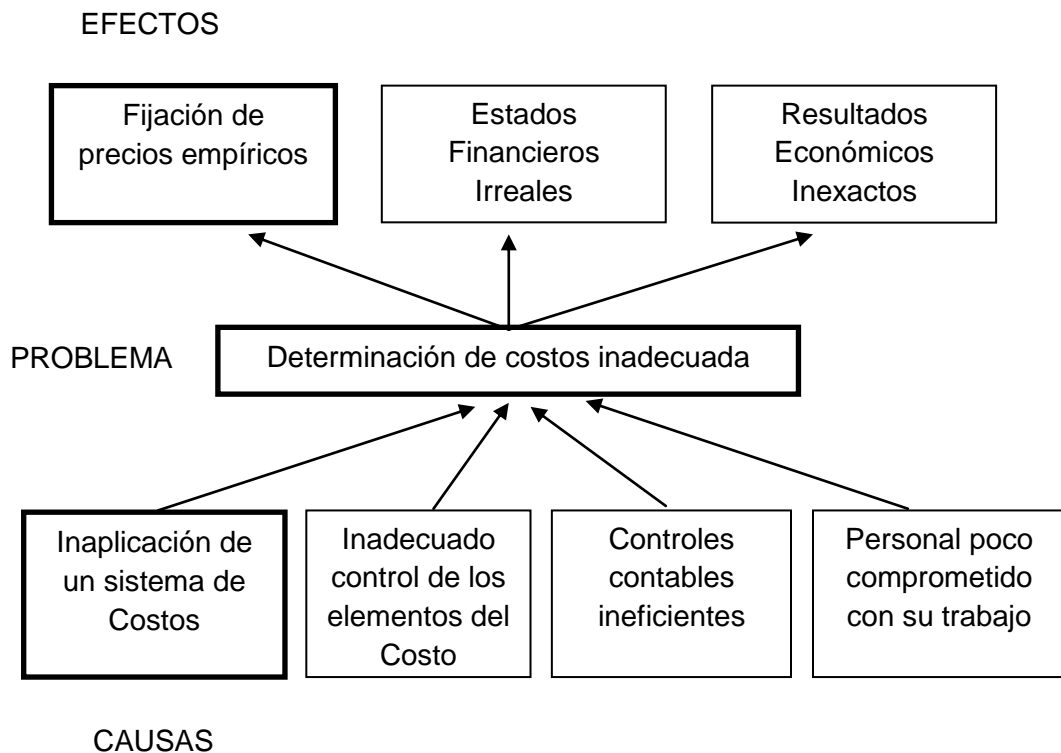 EFECTOS
Fijación de
precios empíricos
Estados
Financieros
Irreales
Resultados
Económicos
Inexactos
PROBLEMA
Determinación de costos inadecuada
Inaplicación de
un sistema de
Costos
Inadecuado
control de los
elementos del
Costo
Controles
contables
ineficientes
Personal poco
comprometido
con su trabajo
CAUSAS